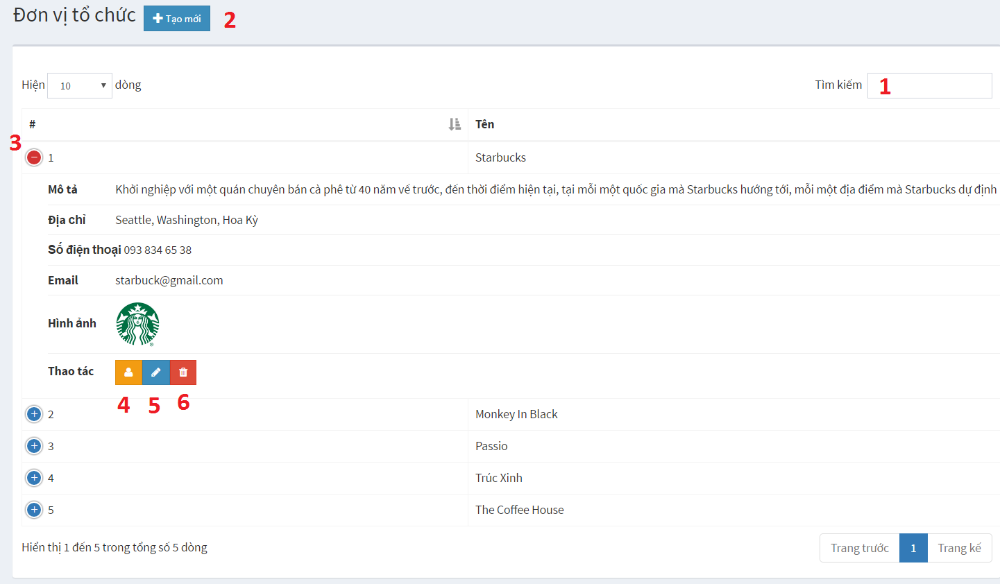 Đơn vị tổ chức Tạo mới 2
Hiện 10 dòng Tìm kiếm 1
# Tên
3
1 Starbucks
Mô tả Khởi nghiệp với một quán chuyên bán cà phê từ 40 năm về trước, đến thời điểm hiện tại, tại mỗi một quốc gia mà Starbucks hướng tới, mỗi một địa điểm mà Starbucks dự định
Địa chỉ Seattle, Washington, Hoa Kỳ
Số điện thoại 093 834 65 38
Email starbuck@gmail.com
Hình ảnh ®
Thao tác
4 5 6
2 Monkey In Black
3 Passio
4 Trúc Xinh
5 The Coffee House
Hiển thị 1 đến 5 trong tổng số 5 dòng Trang trước 1 Trang kế